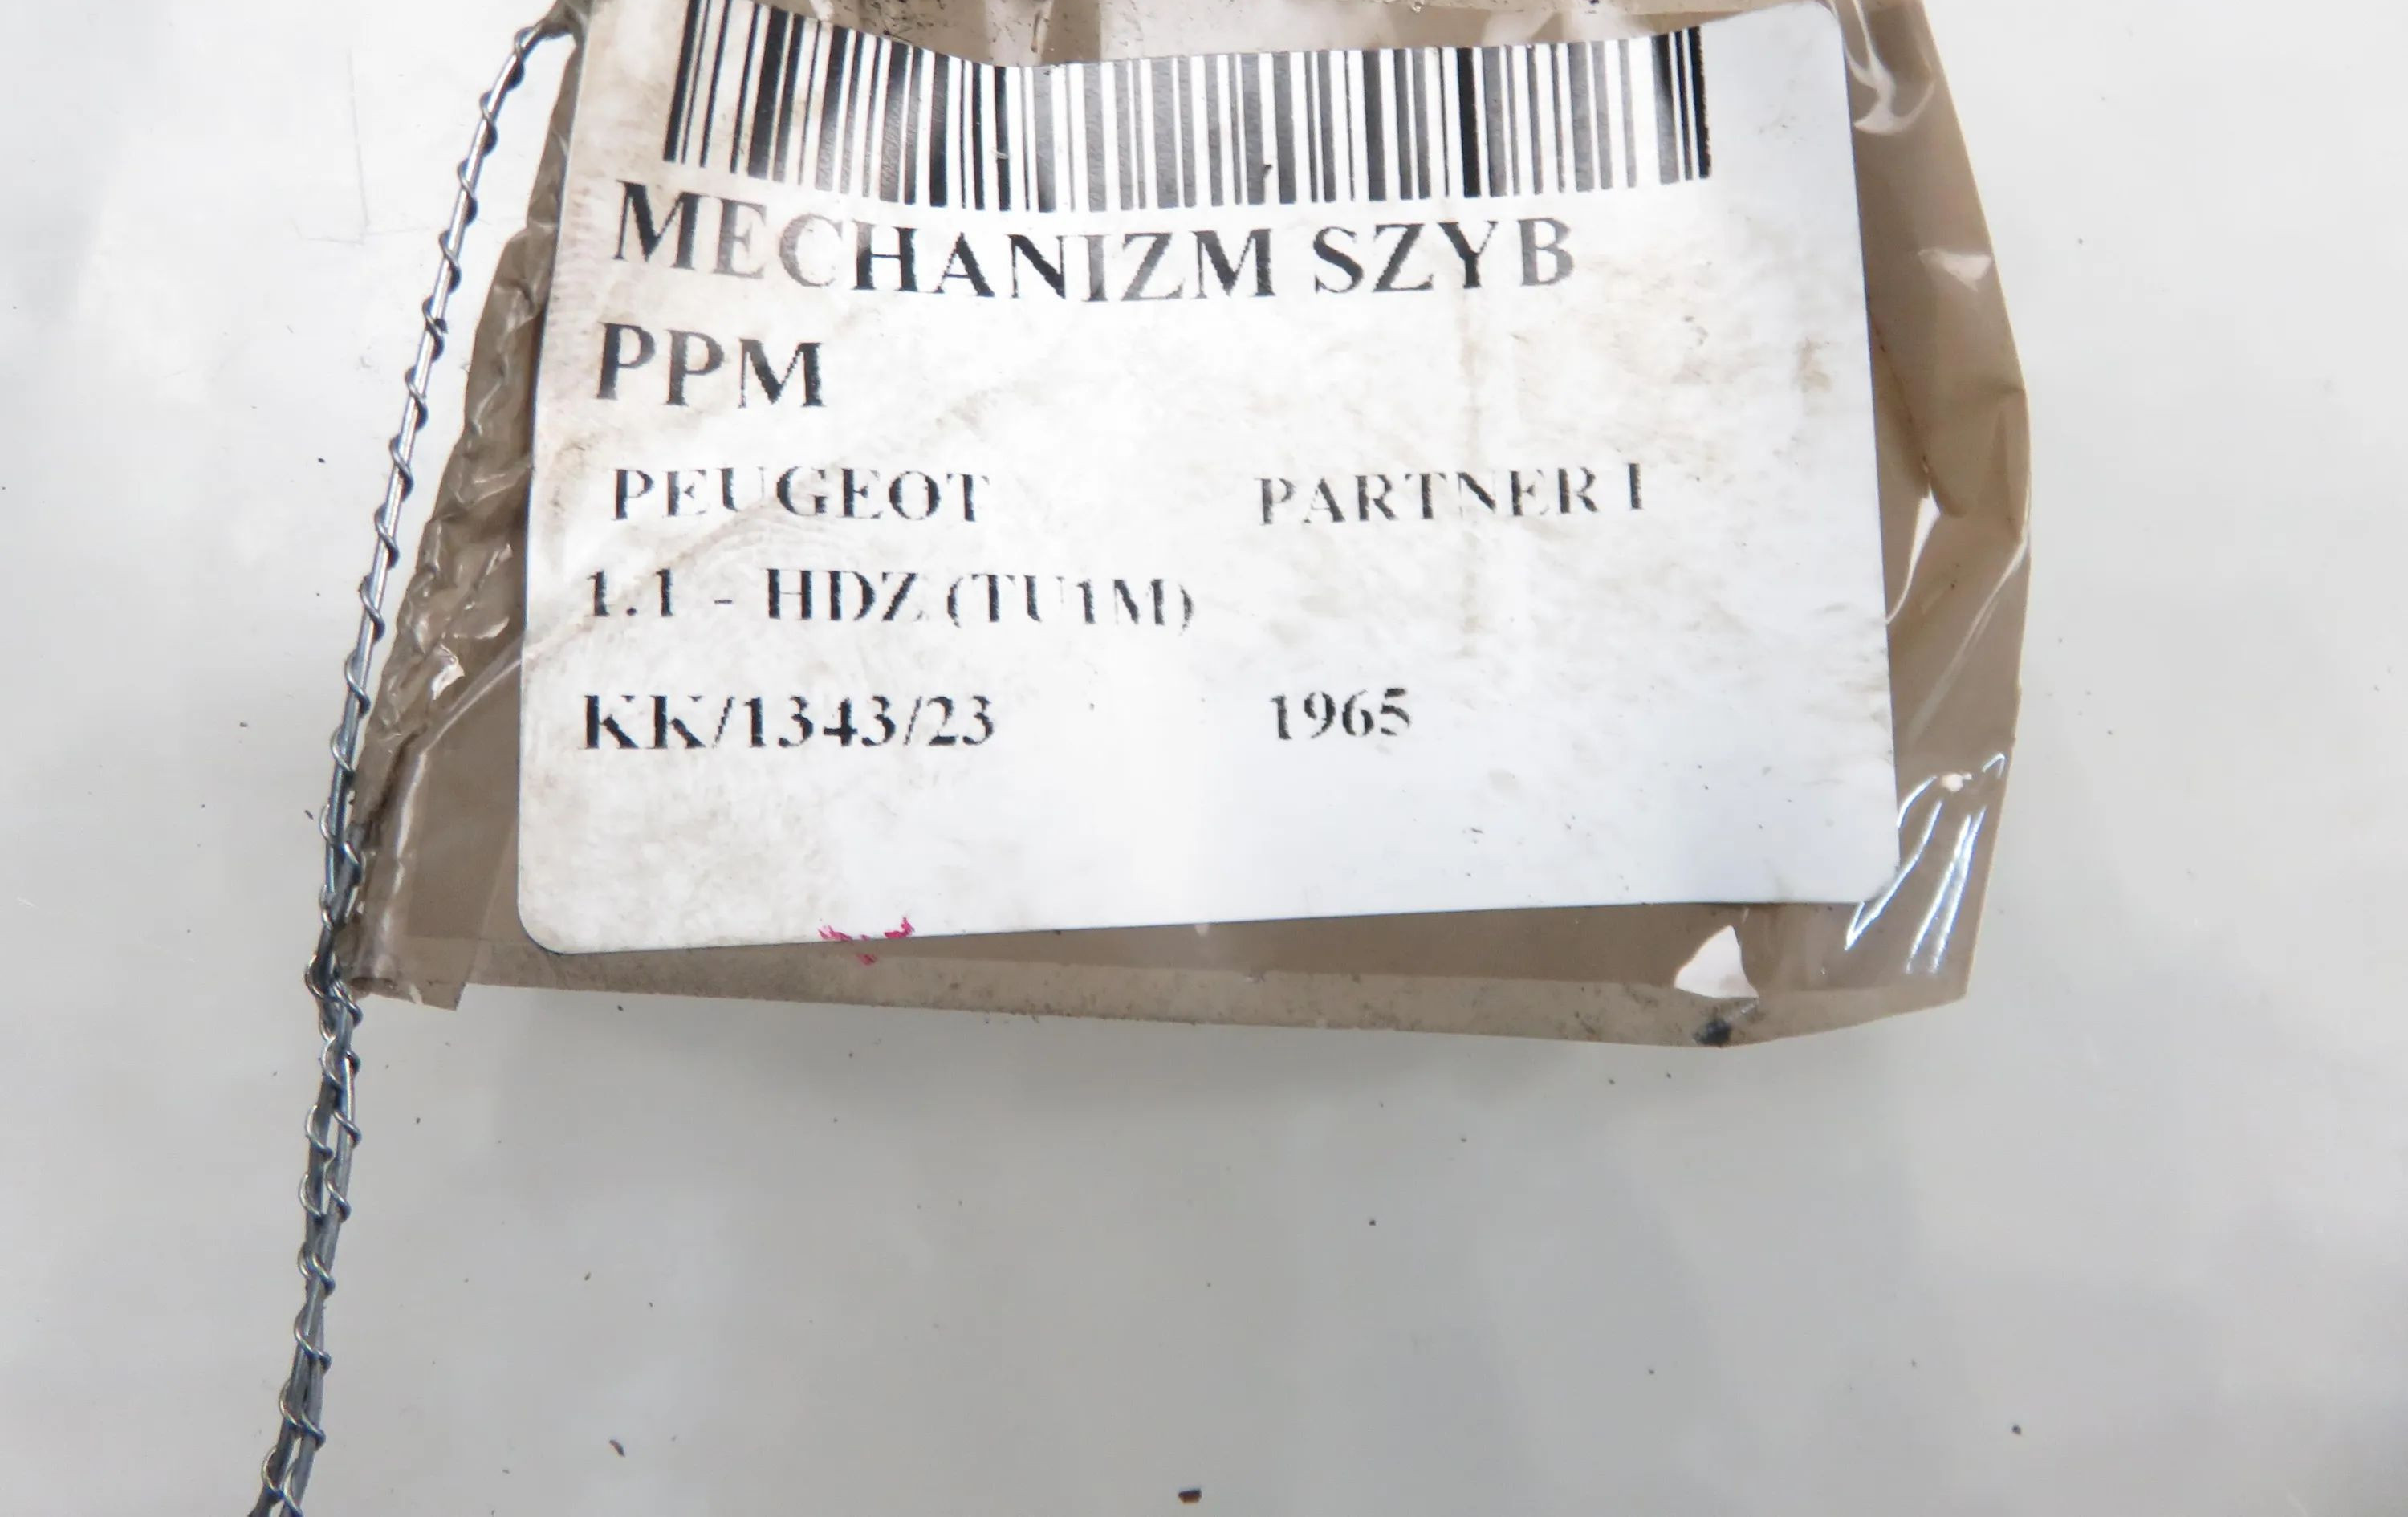 MECHANIZM SZYB
PPM
PEUGEOT PARTNER I
1.1 - HDZ (TU1M)
KK/1343/23 1965